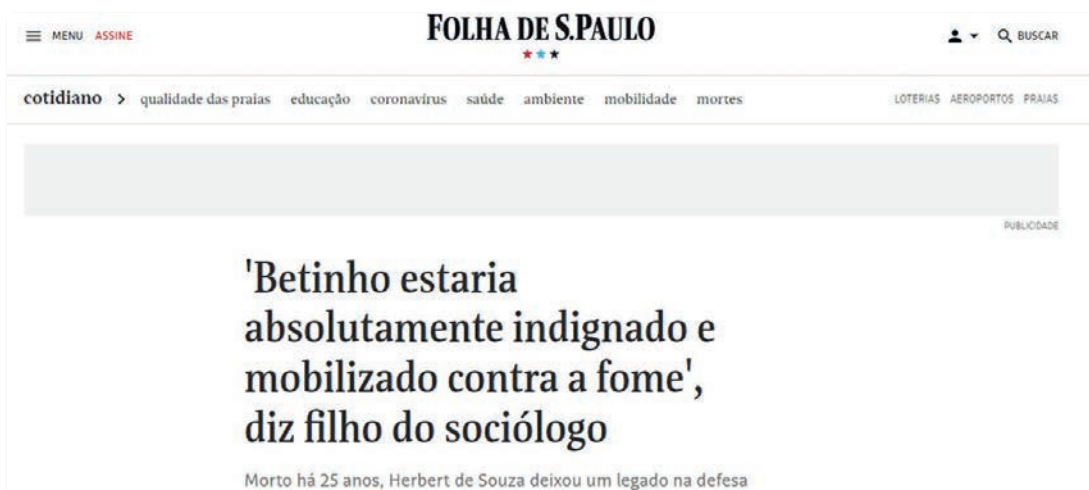 MENU ASSINE FOLHA DE S.PAULO BUSCAR
cotidiano > qualidade das praias educação coronavírus saúde ambiente mobilidade mortes LOTERIAS AEROPORTOS PRAIAS
PUBLICIDADE
'Betinho estaria
absolutamente indignado e
mobilizado contra a fome',
diz filho do sociólogo
Morto há 25 anos, Herbert de Souza deixou um legado na defesa